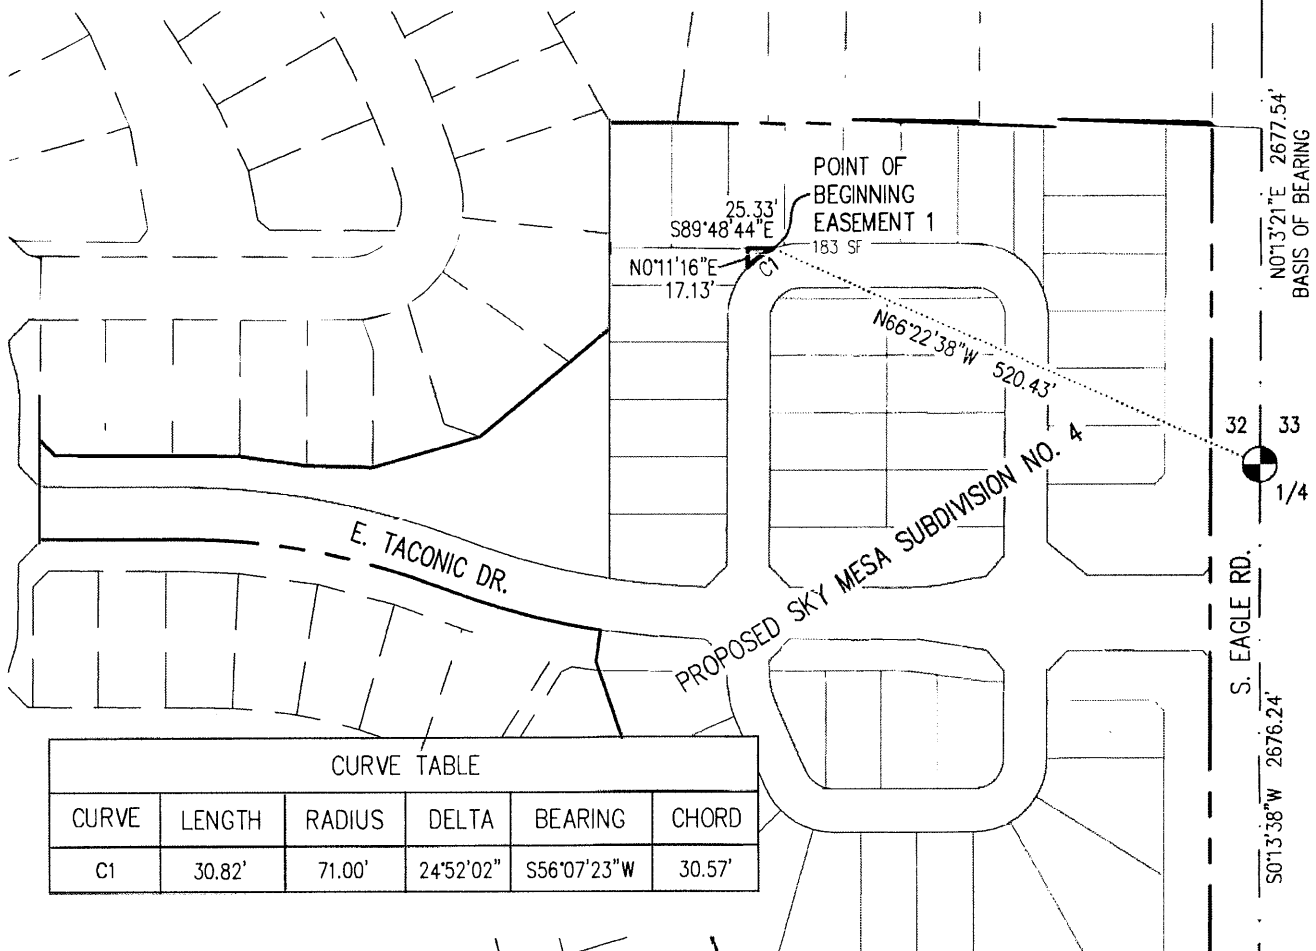 POINT OF
BEGINNING
EASEMENT 1
183 SF
25.33'
S89°48'44"E
N0°11'16"E
17.13'
C1
N66°22'38"W 520.43'
N0°13'21"E 2677.54'
BASIS OF BEARING
32
33
1/4
PROPOSED SKY MESA SUBDIVISION NO. 4
E. TACONIC DR.
S. EAGLE RD.
S0°13'38"W 2676.24'
CURVE TABLE
CURVE LENGTH RADIUS DELTA BEARING CHORD
C1 30.82' 71.00' 24°52'02" S56°07'23"W 30.57'